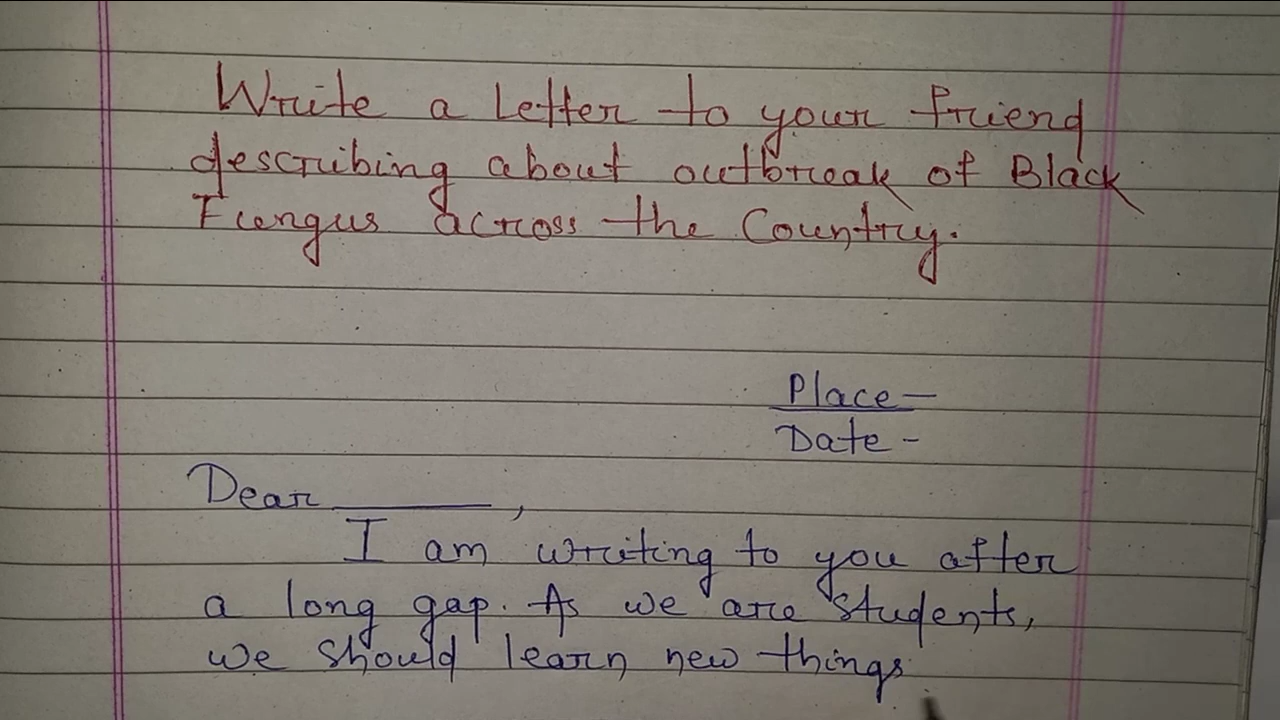 Write a Letter to your friend
describing about outbreak of Black
Fungus across the Country.
Place-
Date-
Dear ________,
I am writing to you after
a long gap. As we are students,
we should learn new things